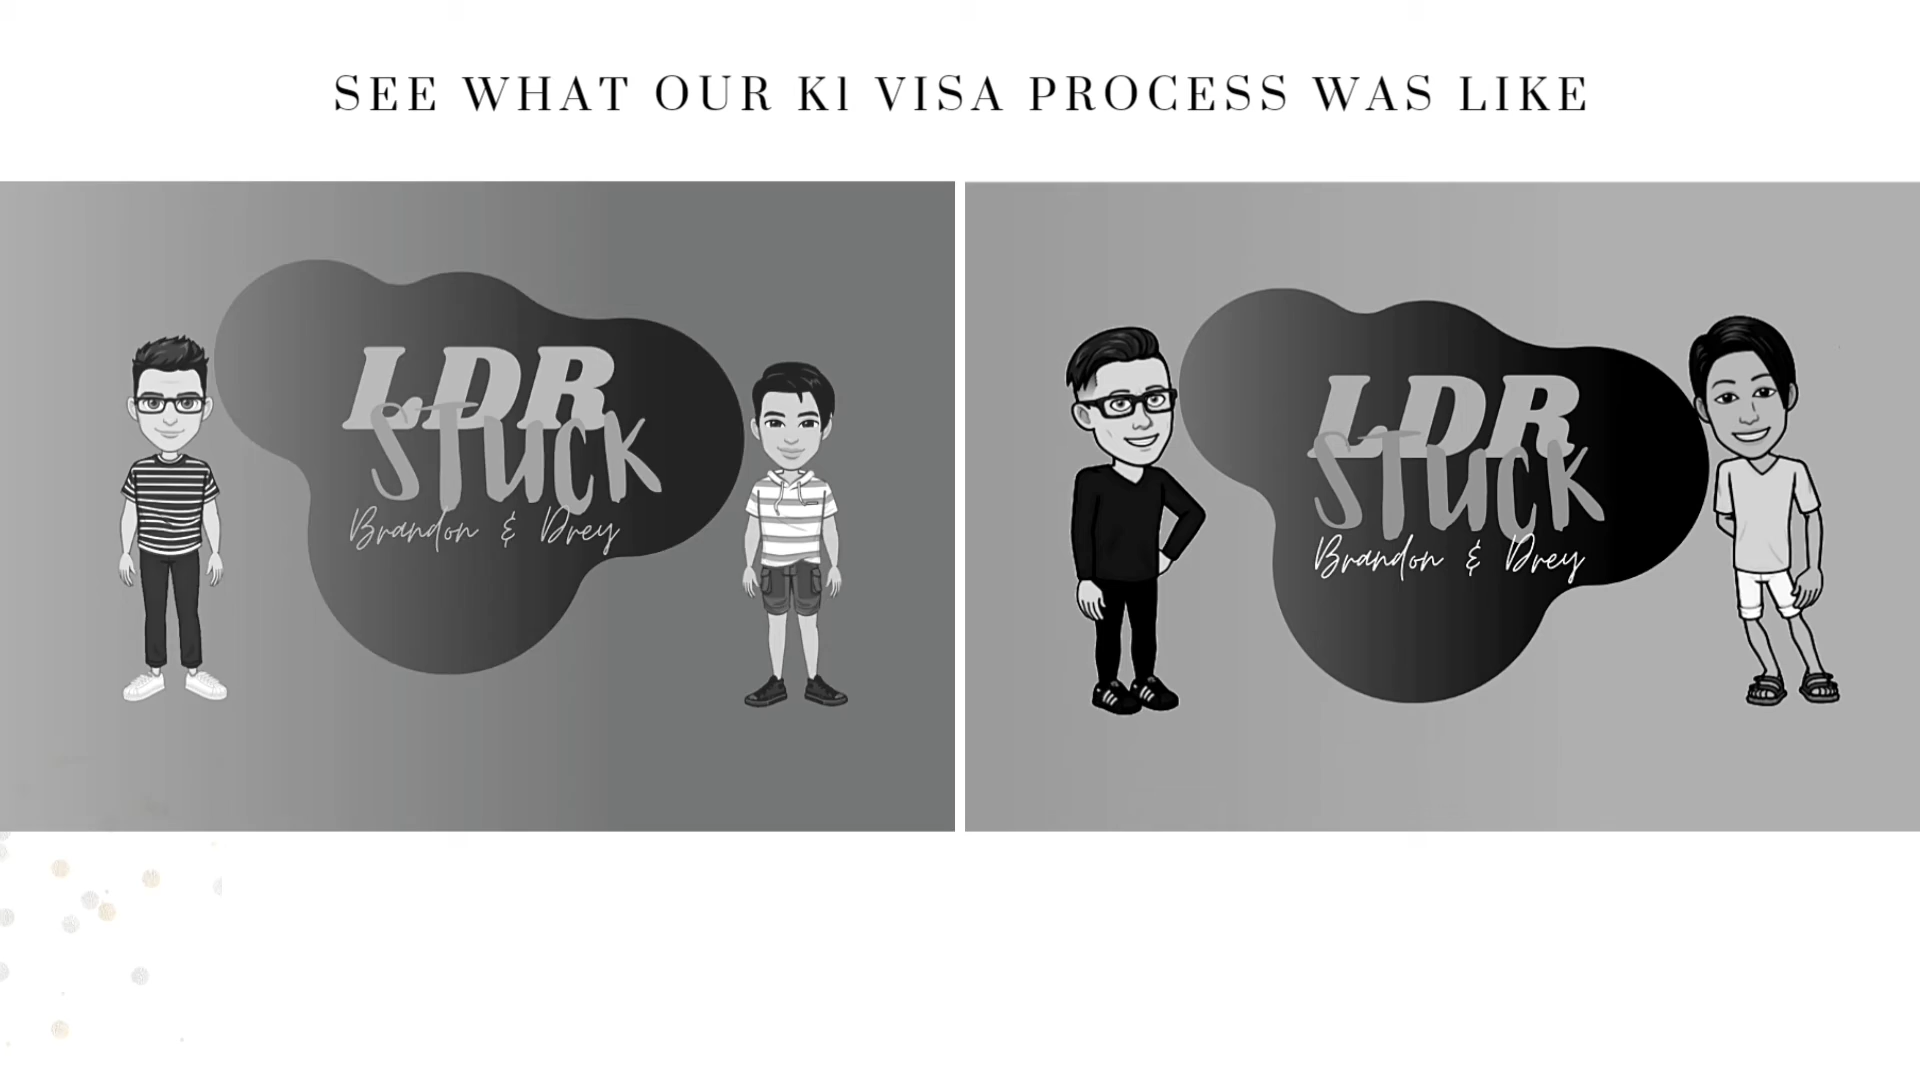 SEE WHAT OUR K1 VISA PROCESS WAS LIKE
LDR
STUCK
Brandon & Drey
LDR
STUCK
Brandon & Drey